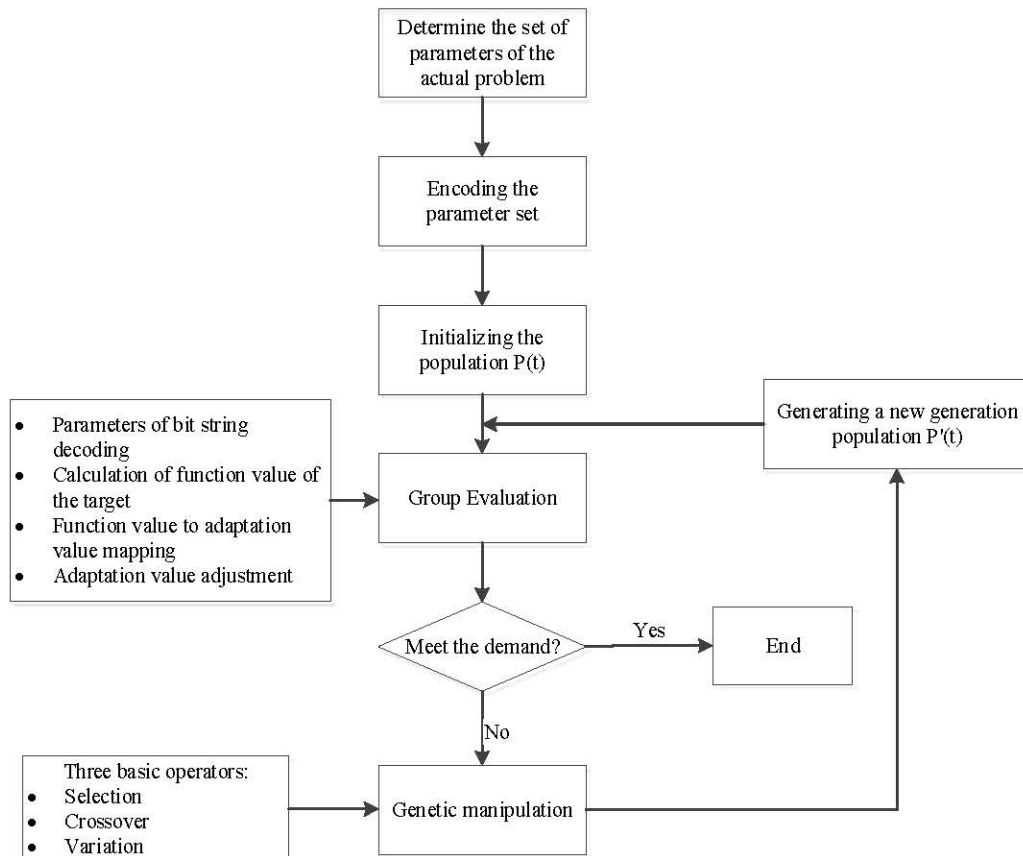 Determine the set of
parameters of the
actual problem
Encoding the
parameter set
Initializing the
population P(t)
Generating a new generation
population P'(t)
• Parameters of bit string
decoding
• Calculation of function value of
the target
• Function value to adaptation
value mapping
• Adaptation value adjustment
Group Evaluation
Meet the demand?
Yes
End
No
Three basic operators:
• Selection
• Crossover
• Variation
Genetic manipulation